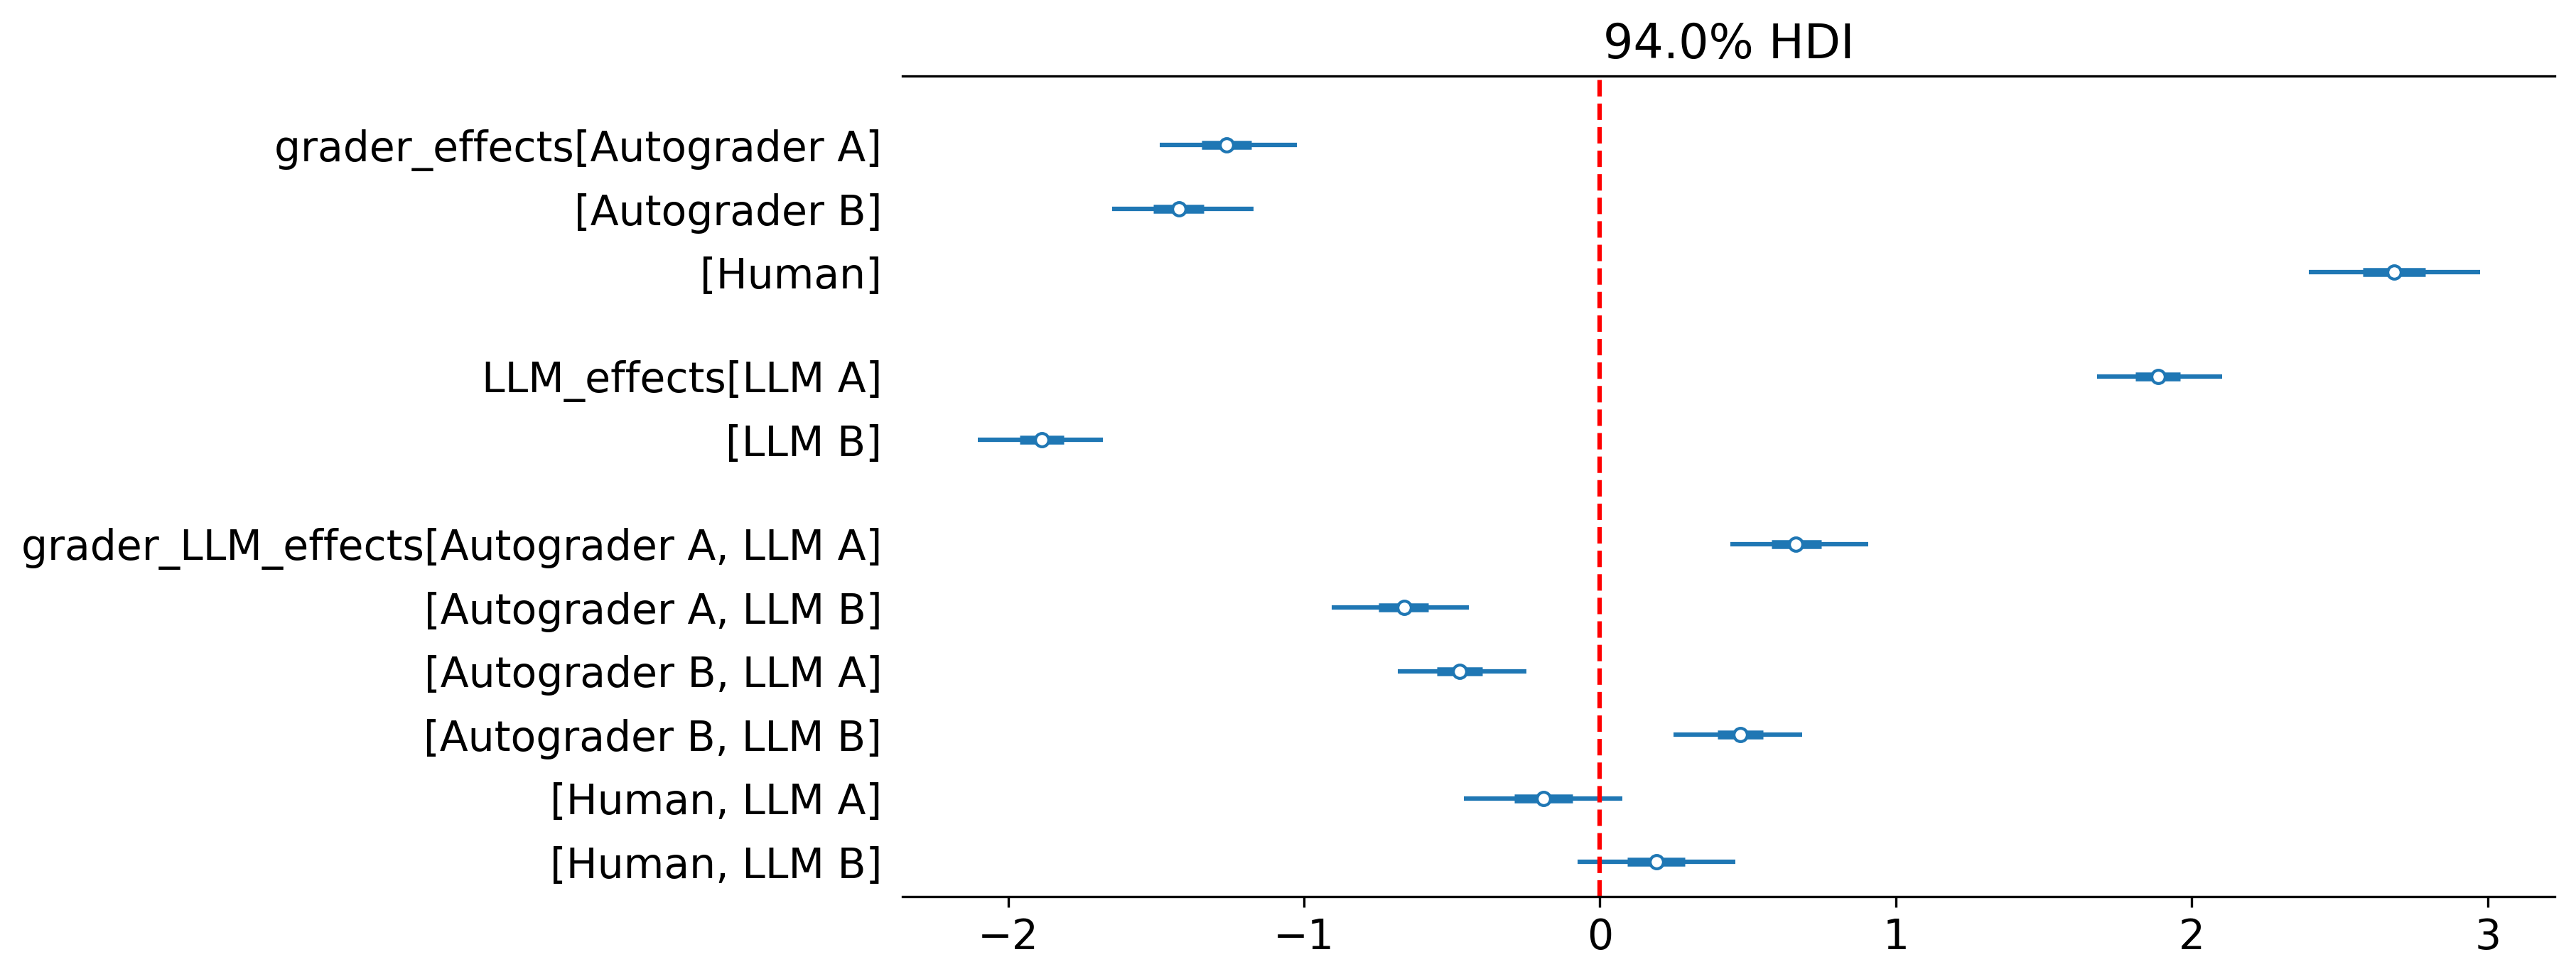 94.0% HDI
grader_effects[Autograder A]
[Autograder B]
[Human]
LLM_effects[LLM A]
[LLM B]
grader_LLM_effects[Autograder A, LLM A]
[Autograder A, LLM B]
[Autograder B, LLM A]
[Autograder B, LLM B]
[Human, LLM A]
[Human, LLM B]
−2 −1 0 1 2 3